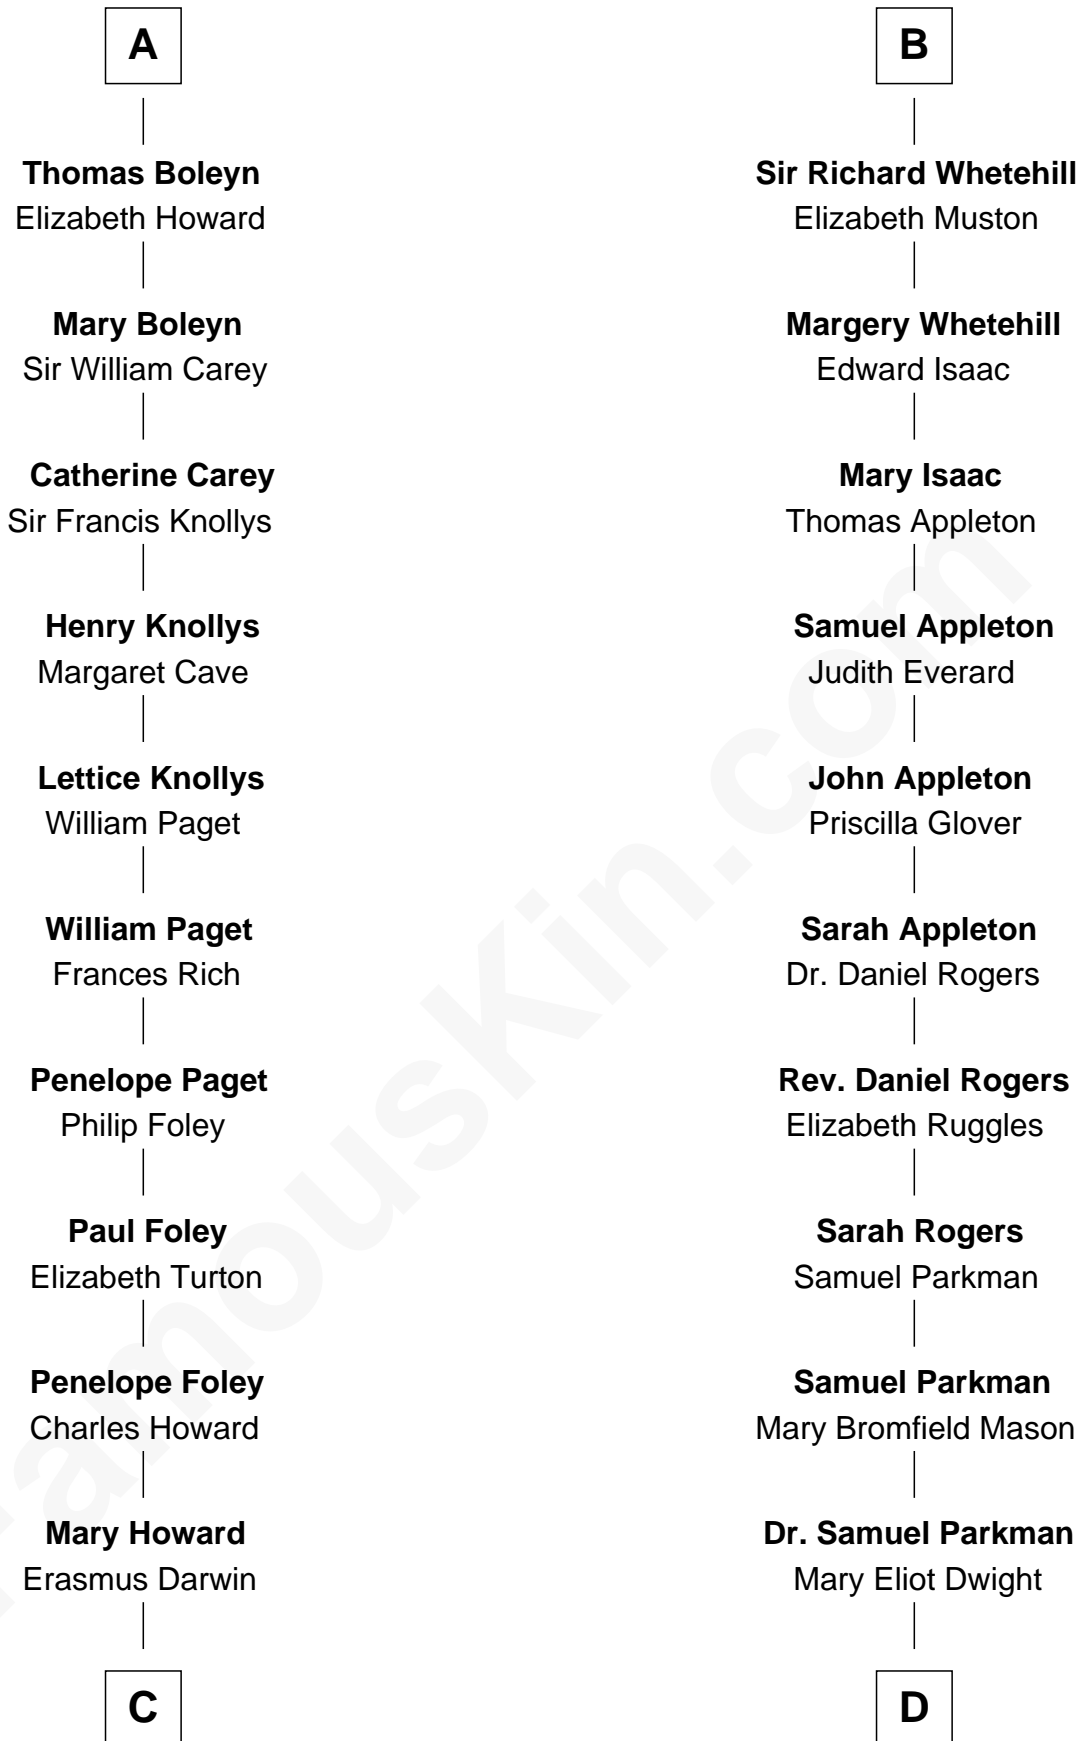 A
Thomas Boleyn
Elizabeth Howard
Mary Boleyn
Sir William Carey
Catherine Carey
Sir Francis Knollys
Henry Knollys
Margaret Cave
Lettice Knollys
William Paget
William Paget
Frances Rich
Penelope Paget
Philip Foley
Paul Foley
Elizabeth Turton
Penelope Foley
Charles Howard
Mary Howard
Erasmus Darwin
C
B
Sir Richard Whetehill
Elizabeth Muston
Margery Whetehill
Edward Isaac
Mary Isaac
Thomas Appleton
Samuel Appleton
Judith Everard
John Appleton
Priscilla Glover
Sarah Appleton
Dr. Daniel Rogers
Rev. Daniel Rogers
Elizabeth Ruggles
Sarah Rogers
Samuel Parkman
Samuel Parkman
Mary Bromfield Mason
Dr. Samuel Parkman
Mary Eliot Dwight
D
FamousKin.com